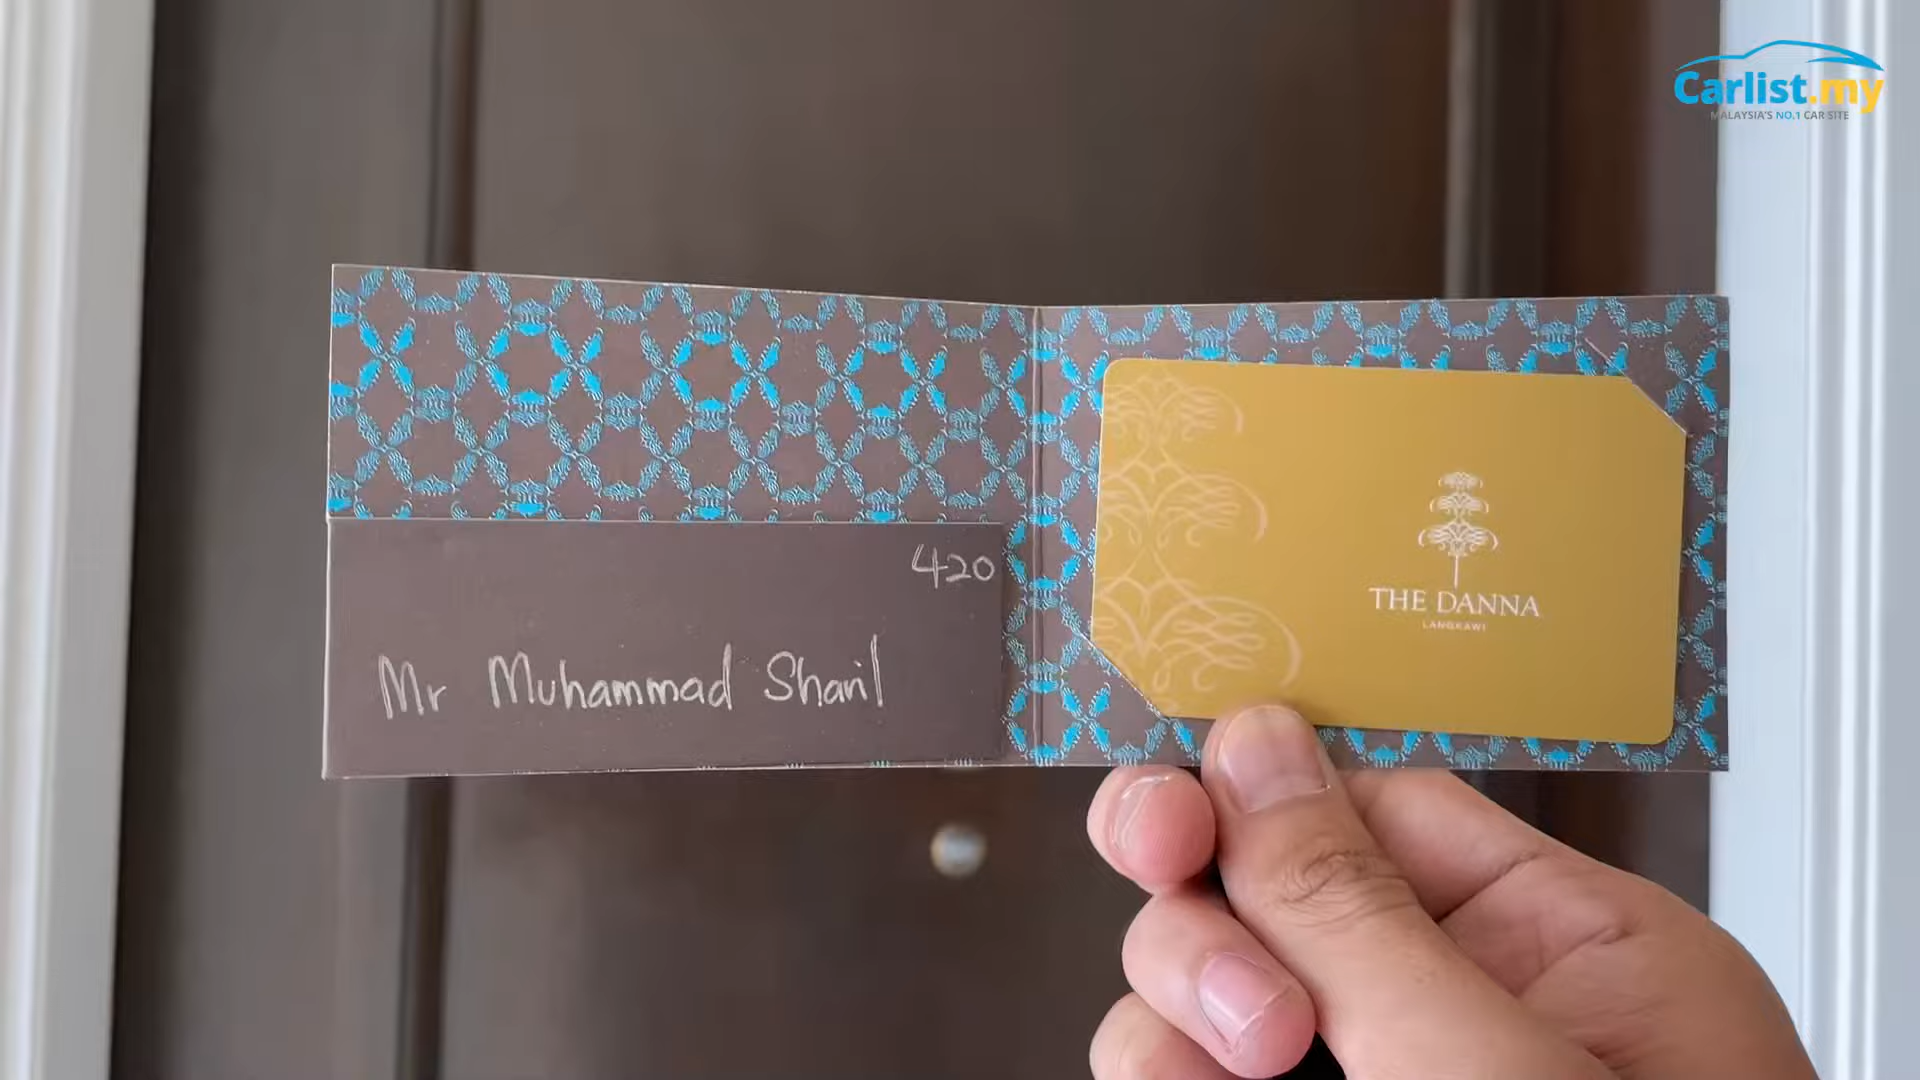 Carlist.my
MALAYSIA'S NO.1 CAR SITE
420
Mr Muhammad Sharil
THE DANNA
LANGKAWI